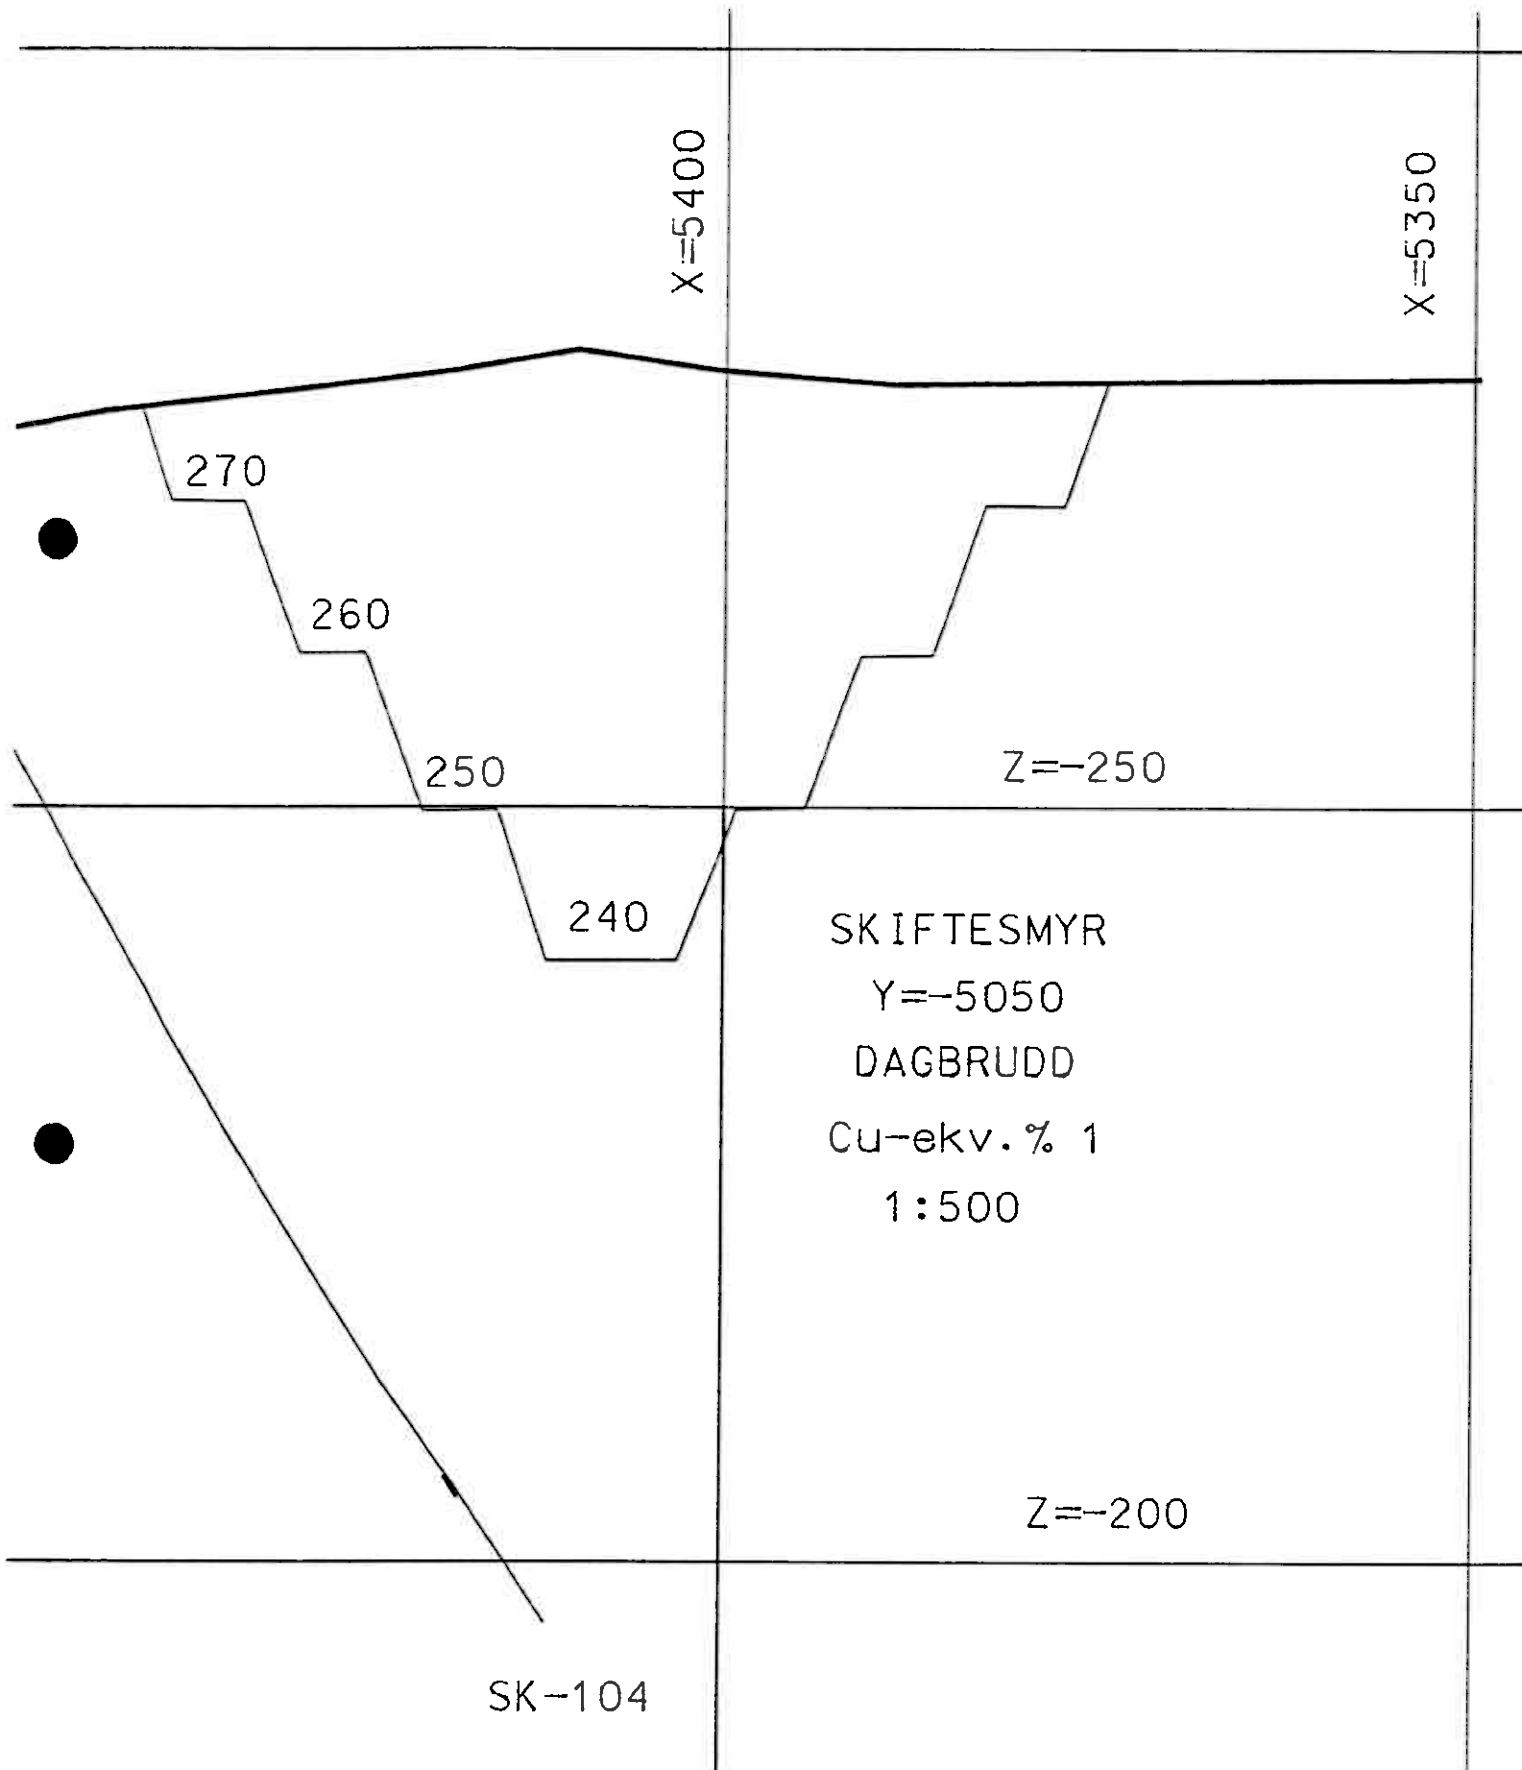 X=5400
X=5350
270
260
250
Z=-250
240
SKIFTESMYR
Y=-5050
DAGBRUDD
Cu-ekv.% 1
1:500
Z=-200
SK-104